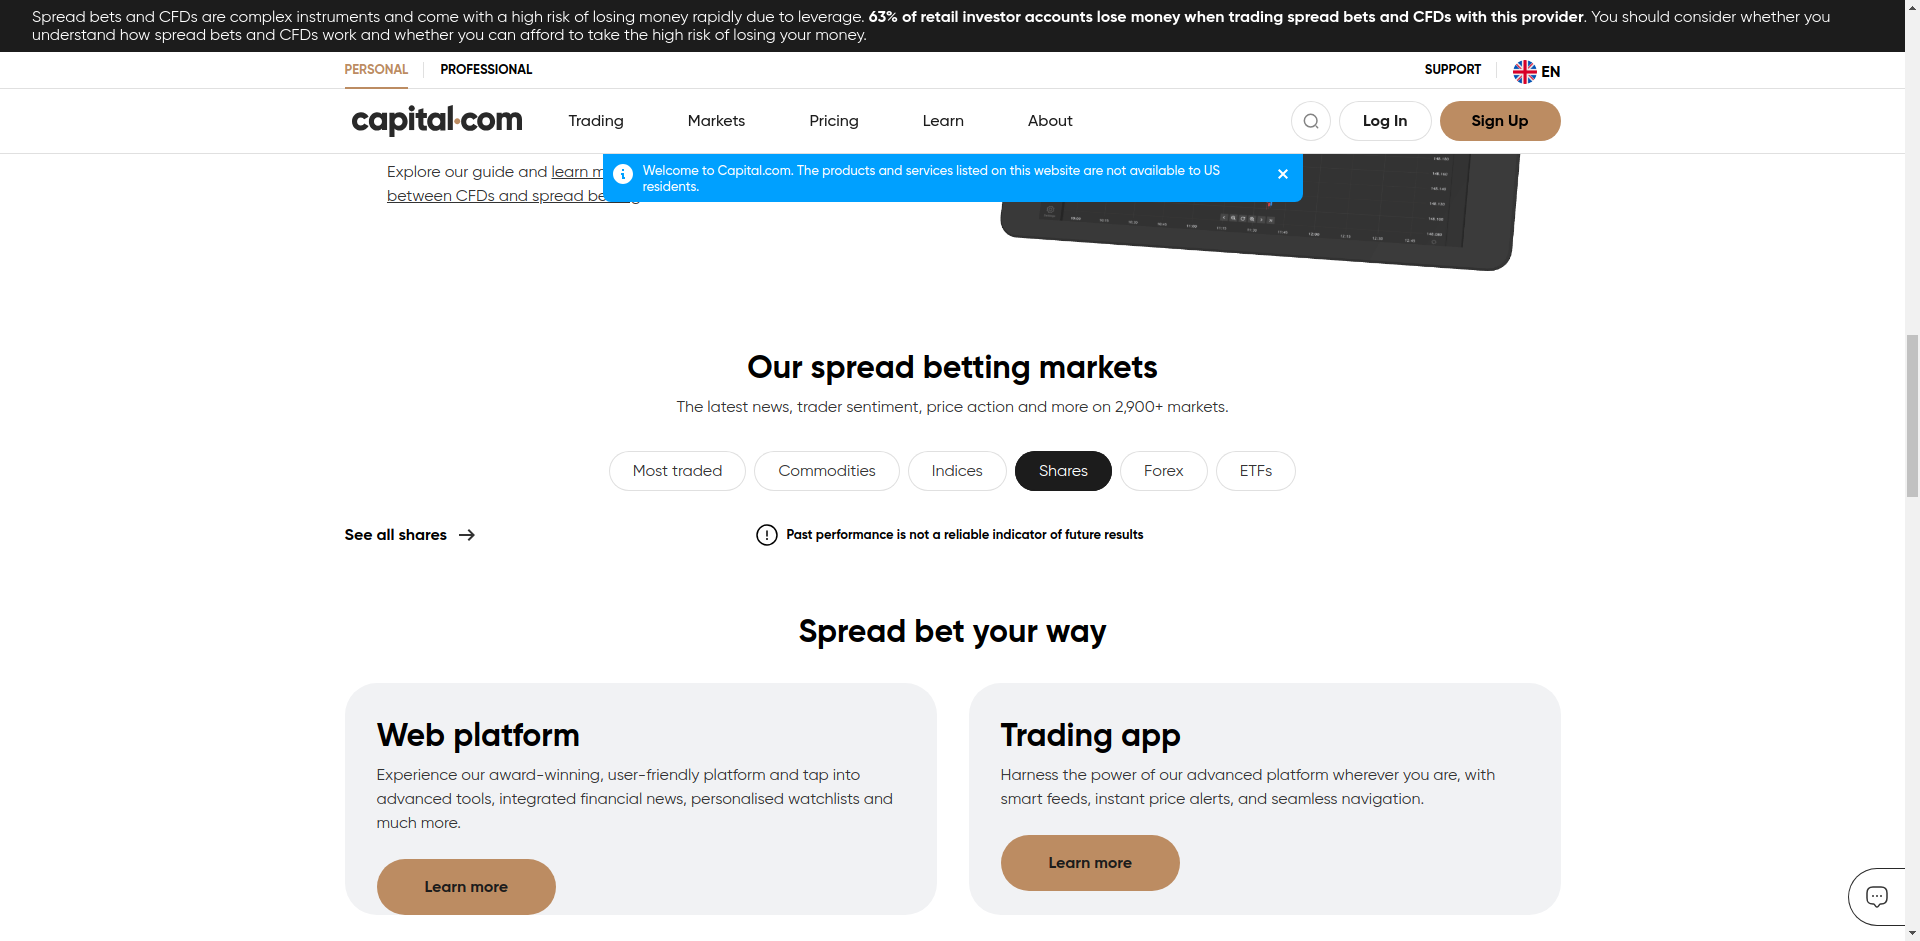 Spread bets and CFDs are complex instruments and come with a high risk of losing money rapidly due to leverage. 63% of retail investor accounts lose money when trading spread bets and CFDs with this provider. You should consider whether you
understand how spread bets and CFDs work and whether you can afford to take the high risk of losing your money.
PERSONAL PROFESSIONAL SUPPORT EN
capital.com Trading Markets Pricing Learn About Log In Sign Up
Explore our guide and learn
between CFDs and spread
Welcome to Capital.com. The products and services listed on this website are not available to US
residents.
Our spread betting markets
The latest news, trader sentiment, price action and more on 2,900+ markets.
Most traded Commodities Indices Shares Forex ETFs
See all shares
Past performance is not a reliable indicator of future results
Spread bet your way
Web platform
Experience our award-winning, user-friendly platform and tap into
advanced tools, integrated financial news, personalised watchlists and
much more.
Learn more
Trading app
Harness the power of our advanced platform wherever you are, with
smart feeds, instant price alerts, and seamless navigation.
Learn more